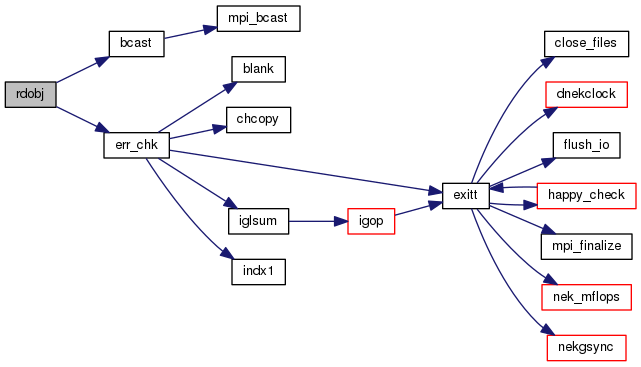 rdobj
bcast
mpi_bcast
err_chk
blank
chcopy
iglsum
igop
indx1
exitt
close_files
dnekclock
flush_io
happy_check
mpi_finalize
nek_mflops
nekgsync